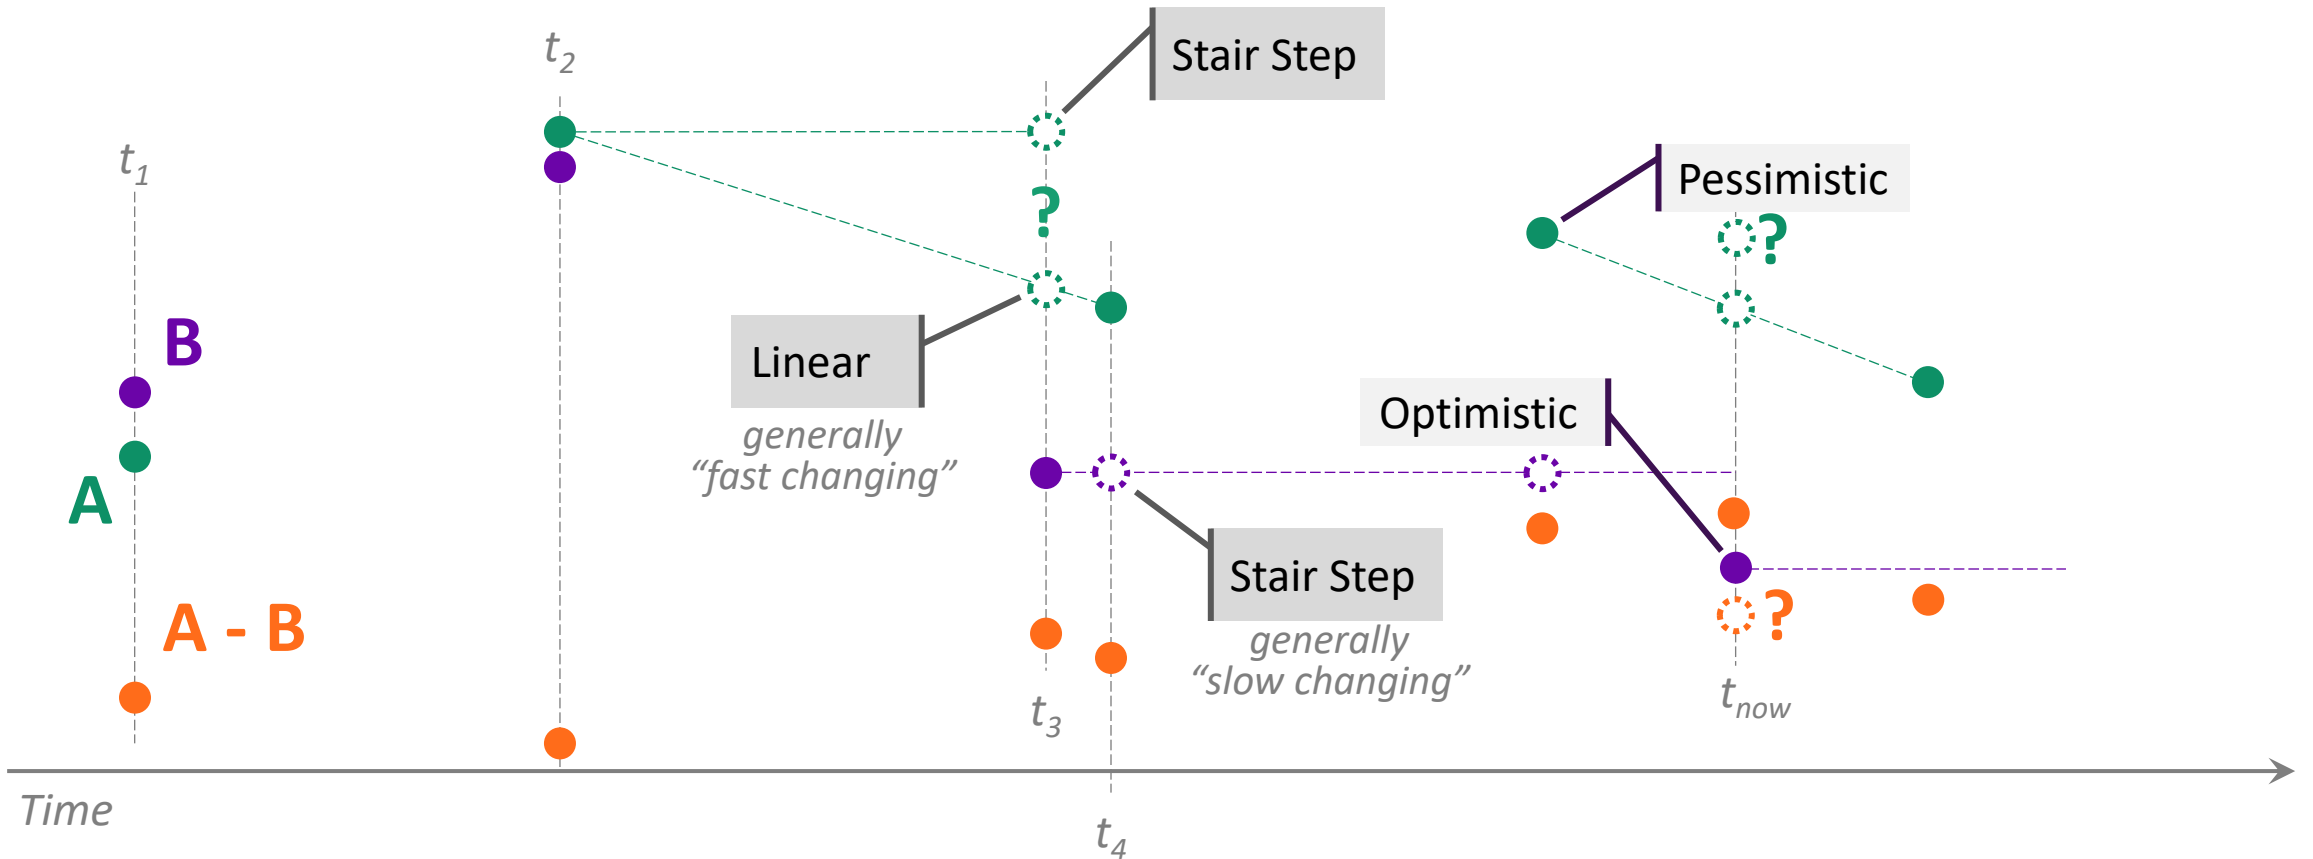 t2
Stair Step
t1
Pessimistic
?
?
B
Linear
Optimistic
generally
“fast changing”
A
Stair Step
A - B
?
generally
“slow changing”
t3
tnow
Time
t4